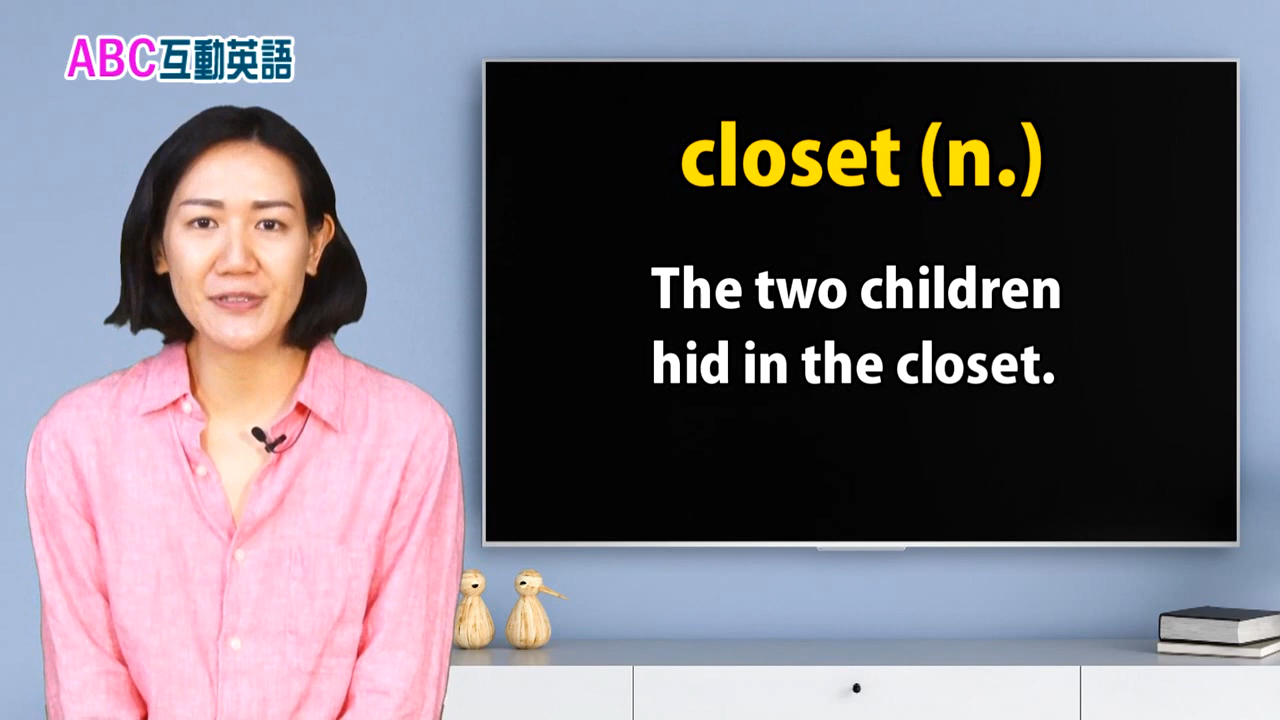 ABC互動英語
closet (n.)
The two children
hid in the closet.